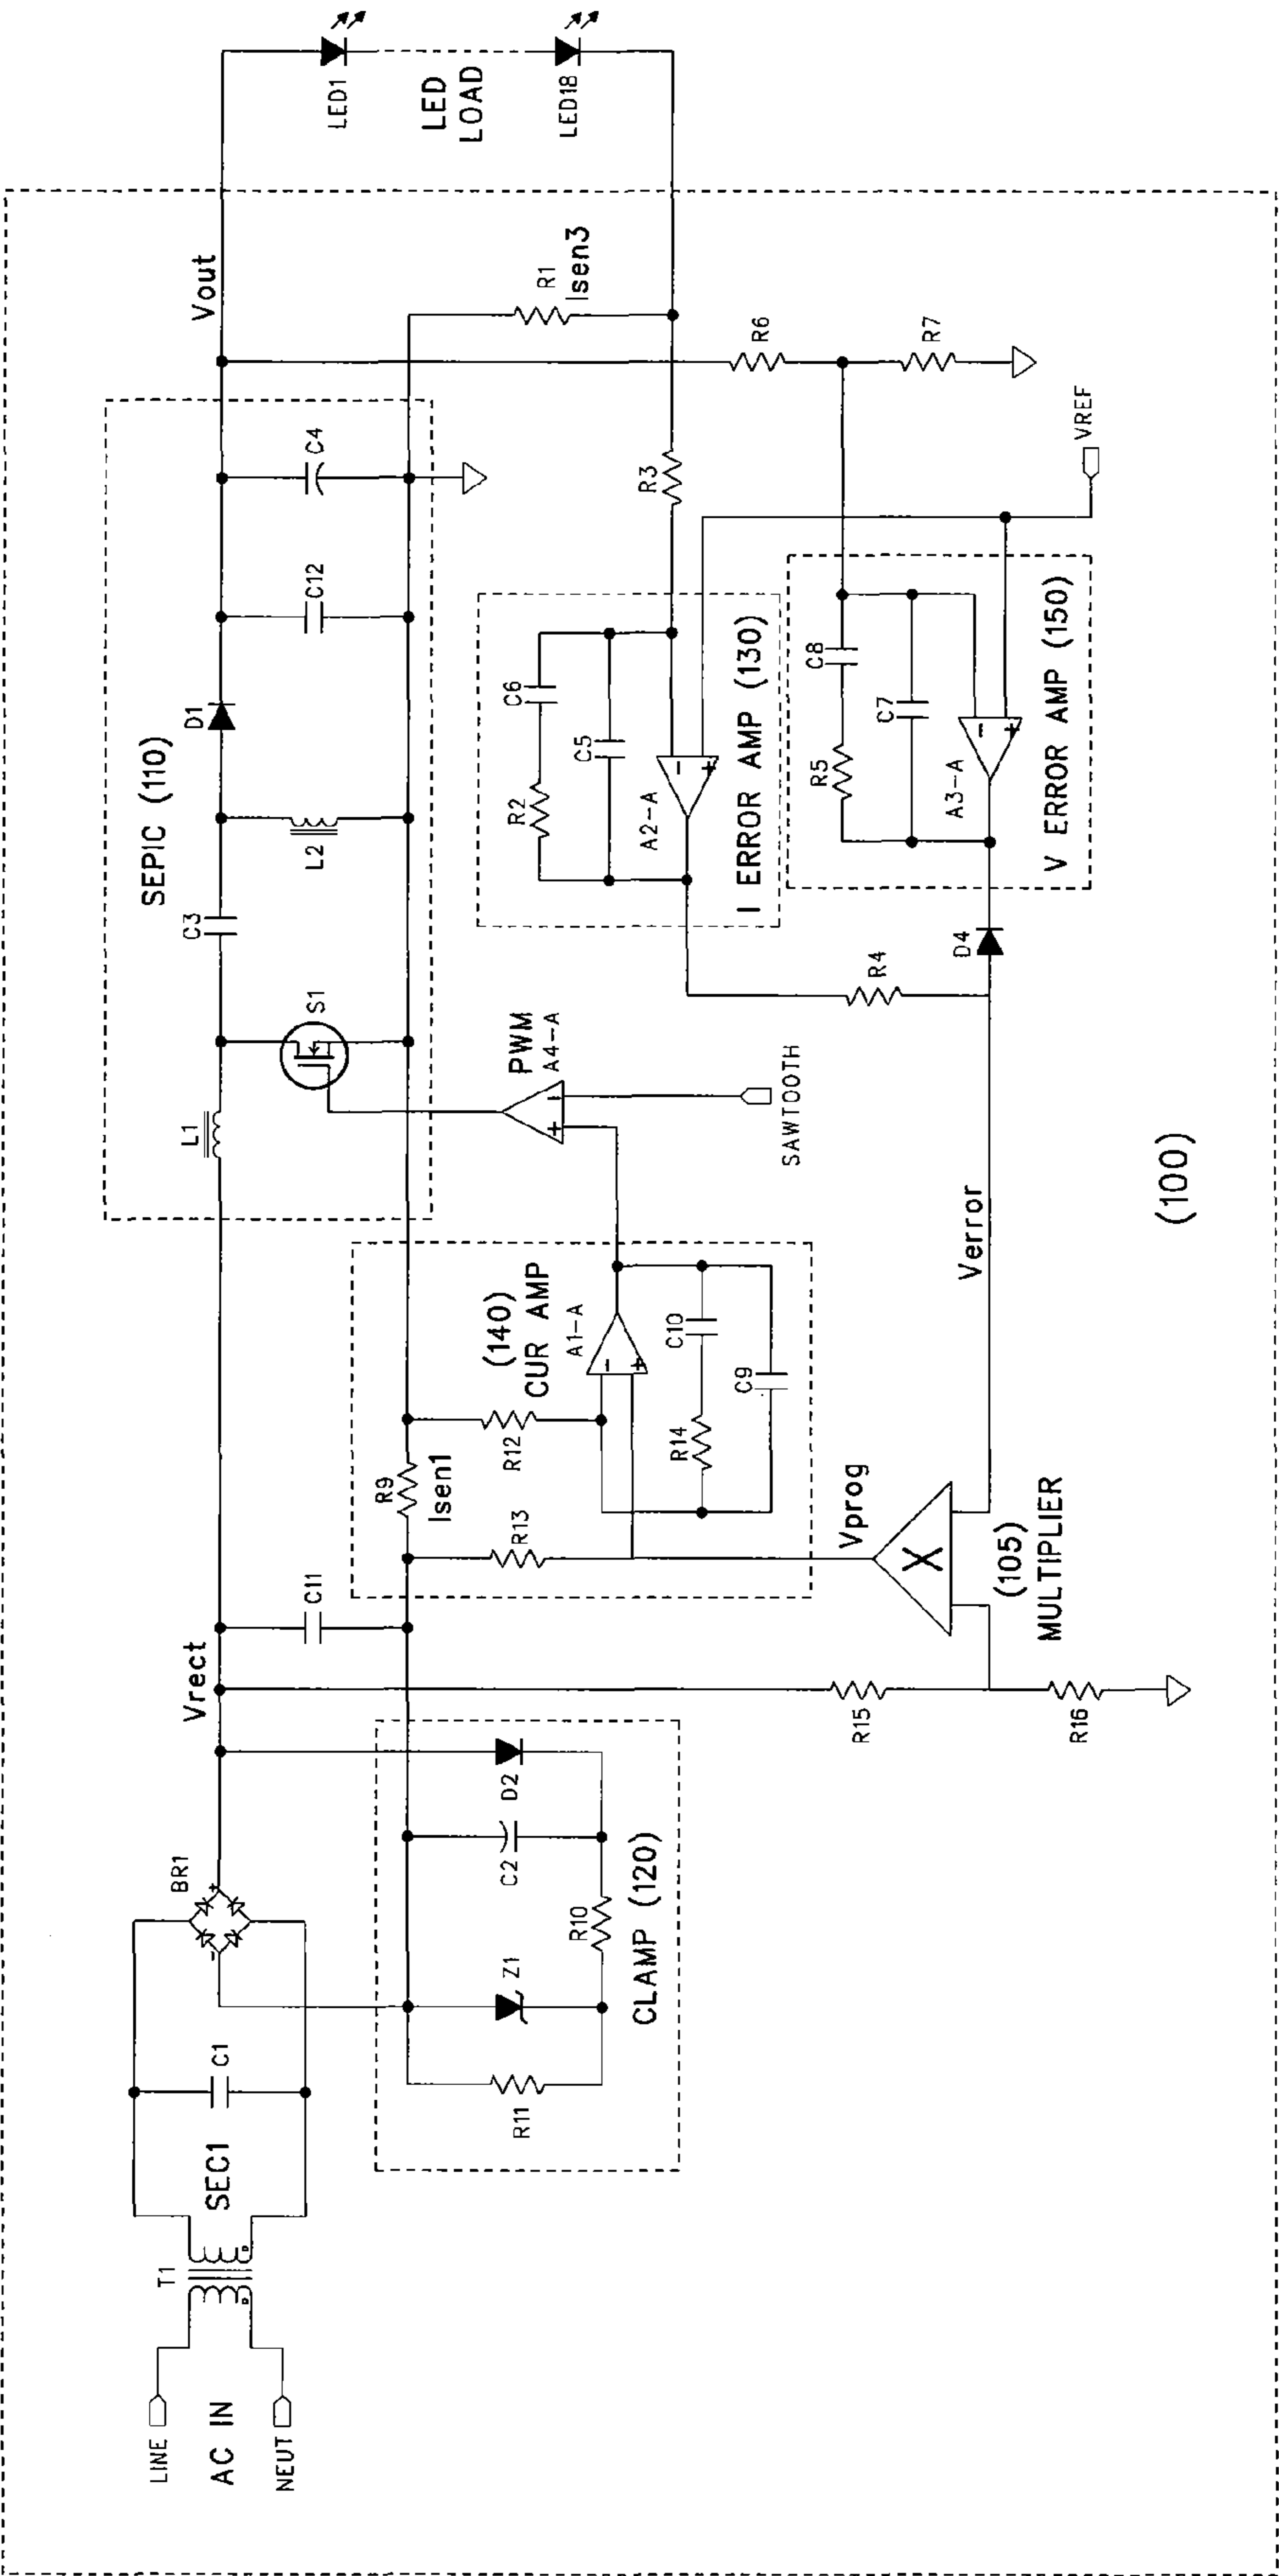 LINE
AC IN
NEUT
T1
SEC1
C1
BR1
+
-
Vrect
C11
R11
Z1
R10
C2
D2
CLAMP (120)
R15
R16
R9
Isen1
R13
R12
(140)
CUR AMP
A1-A
-
+
R14
C10
C9
Vprog
X
(105)
MULTIPLIER
Verror
SEPIC (110)
L1
S1
C3
L2
D1
C12
C4
PWM
A4-A
+
-
SAWTOOTH
R2
C6
C5
A2-A
-
+
I ERROR AMP (130)
R3
R4
D4
R5
C8
C7
A3-A
-
+
V ERROR AMP (150)
VREF
R6
R7
Vout
R1
Isen3
LED1
LED
LOAD
LED18
(100)